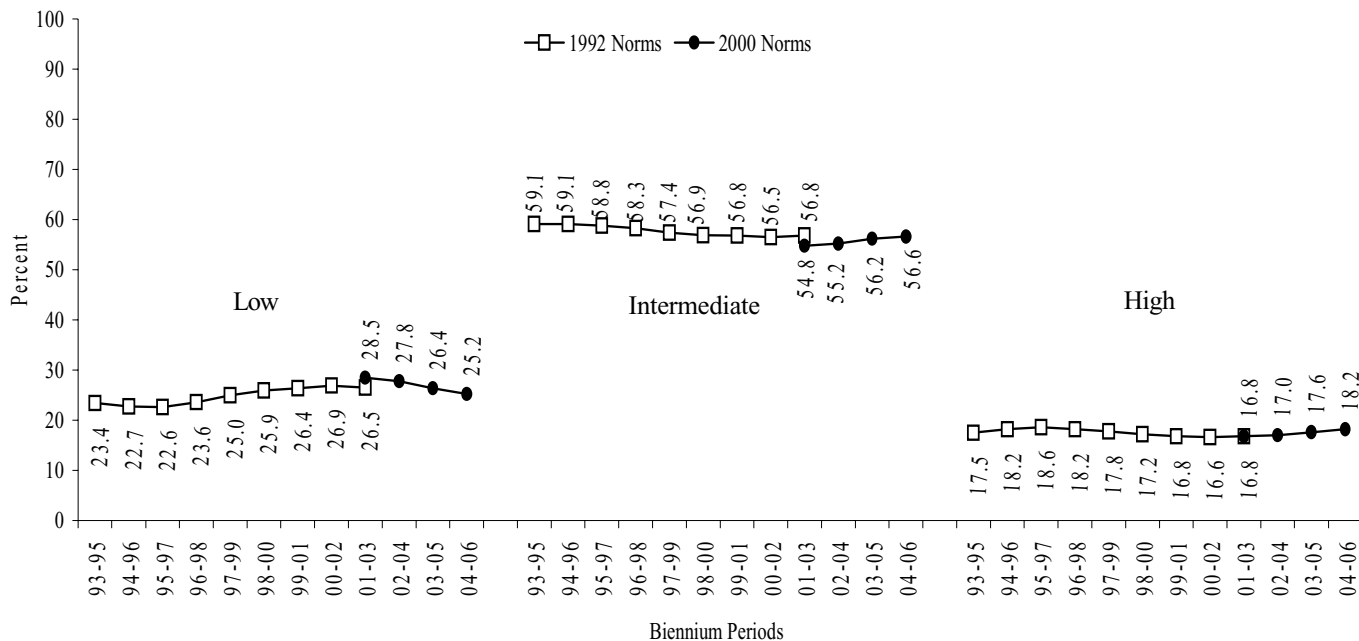 100
90
80
70
60
50
40
30
20
10
0
Percent
1992 Norms 2000 Norms
Low
Intermediate
High
23.4 22.7 22.6 23.6 25.0 25.9 26.4 26.9 26.5
28.5 27.8 26.4 25.2
59.1 59.1 58.8 58.3 57.4 56.9 56.8 56.5 56.8
54.8 55.2 56.2 56.6
17.5 18.2 18.6 18.2 17.8 17.2 16.8 16.6 16.8
16.8 17.0 17.6 18.2
93-95 94-96 95-97 96-98 97-99 98-00 99-01 00-02 01-03 02-04 03-05 04-06
93-95 94-96 95-97 96-98 97-99 98-00 99-01 00-02 01-03 02-04 03-05 04-06
93-95 94-96 95-97 96-98 97-99 98-00 99-01 00-02 01-03 02-04 03-05 04-06
Biennium Periods